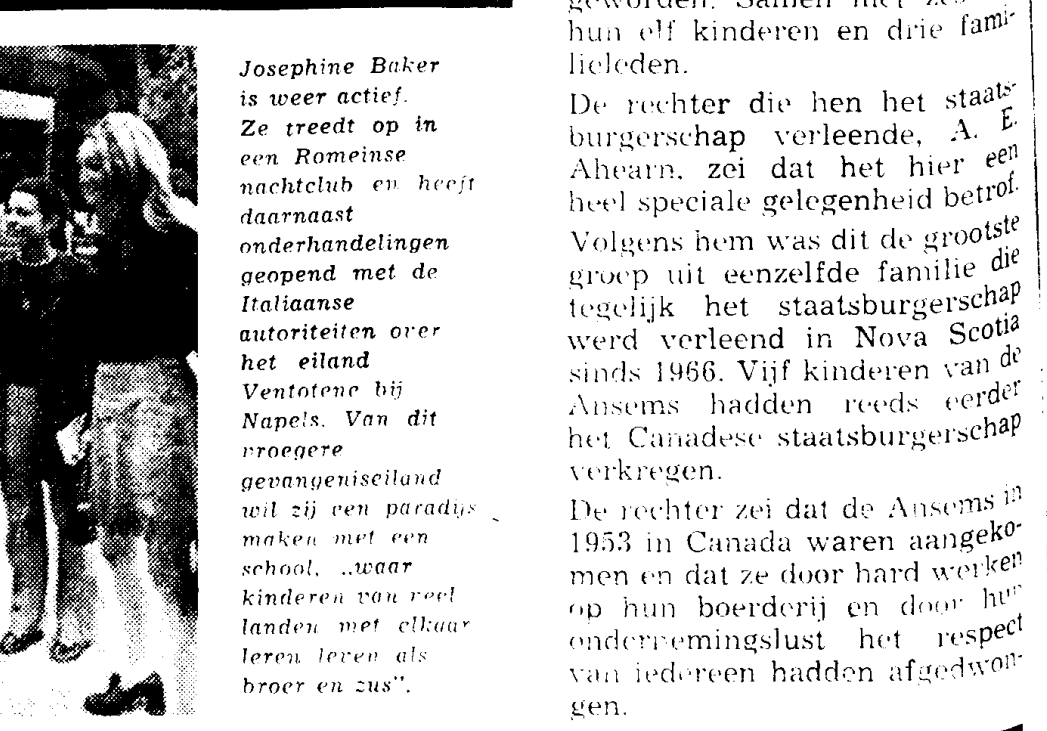 Josephine Baker
is weer actief.
Ze treedt op in
een Romeinse
nachtclub en heeft
daarnaast
onderhandelingen
geopend met de
Italiaanse
autoriteiten over
het eiland
Ventotene bij
Napels. Van dit
vroegere
gevangeniseiland
wil zij een paradijs
maken met een
school, „waar
kinderen van veel
landen met elkaar
leren leven als
broer en zus”.
geworden. Samen met
hun elf kinderen en drie fami-
lieleden.
De rechter die hen het staats-
burgerschap verleende, A. E.
Ahearn, zei dat het hier een
heel speciale gelegenheid betrof.
Volgens hem was dit de grootste
groep uit eenzelfde familie die
tegelijk het staatsburgerschap
werd verleend in Nova Scotia
sinds 1966. Vijf kinderen van de
Ansems hadden reeds eerder
het Canadese staatsburgerschap
verkregen.
De rechter zei dat de Ansems in
1953 in Canada waren aangeko-
men en dat ze door hard werken
op hun boerderij en door hun
ondernemingslust het respect
van iedereen hadden afgedwon-
gen.